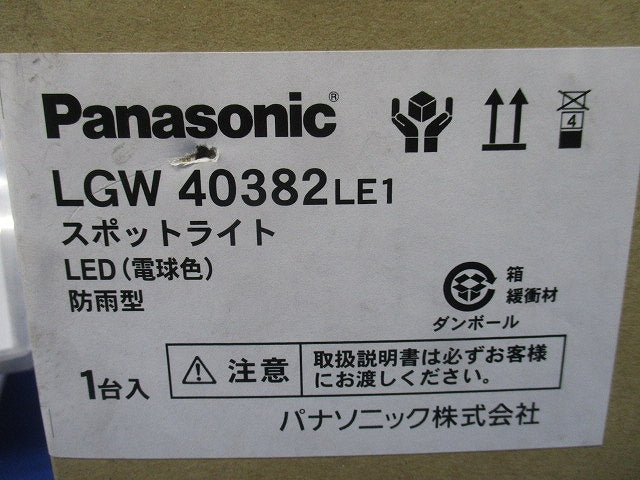 Panasonic®
4
LGW 40382LE1
スポットライト
LED(電球色)
防雨型
箱
緩衝材
ダンボール
1台入
注意
取扱説明書は必ずお客様
にお渡しください。
パナソニック株式会社